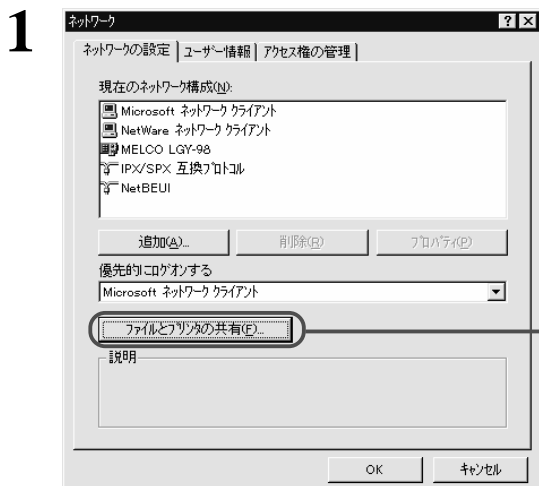 1
ネットワーク
ネットワークの設定 ユーザー情報 アクセス権の管理
現在のネットワーク構成(N):
Microsoft ネットワーク クライアント
NetWare ネットワーク クライアント
MELCO LGY-98
IPX/SPX 互換プロトコル
NetBEUI
追加(A)... 削除(R) プロパティ(P)
優先的にログオンする
Microsoft ネットワーク クライアント
ファイルとプリンタの共有(F)...
説明
OK キャンセル